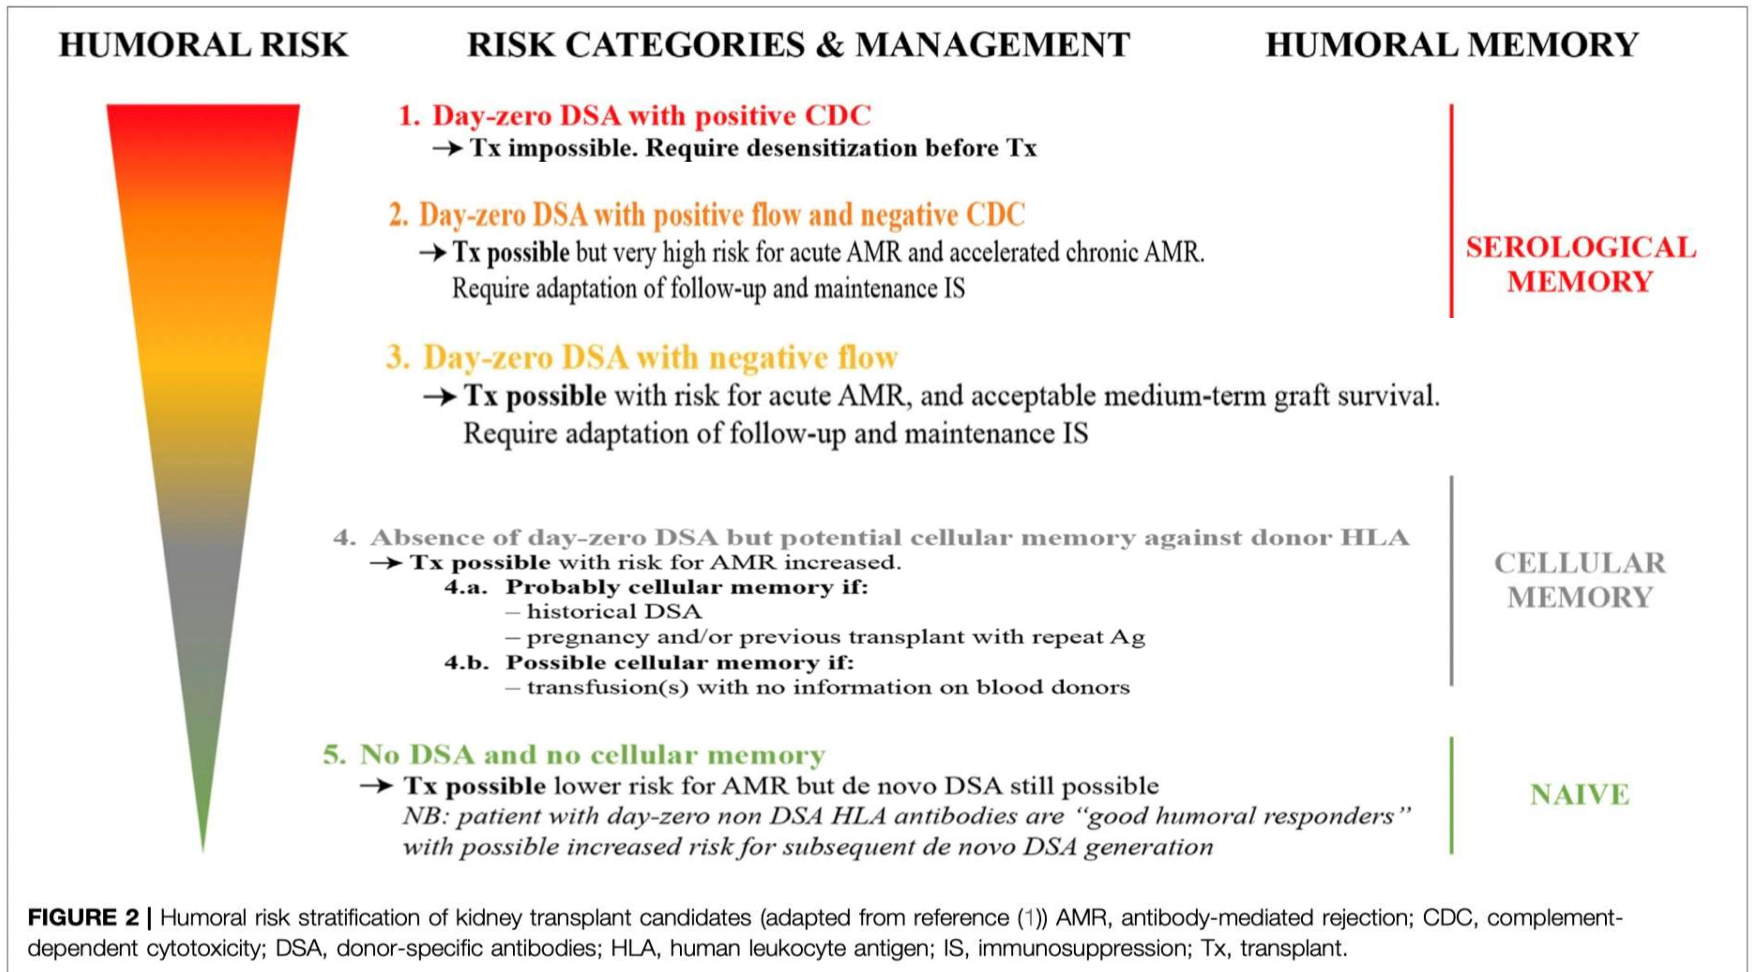 HUMORAL RISK
RISK CATEGORIES & MANAGEMENT
HUMORAL MEMORY
1. Day-zero DSA with positive CDC
→ Tx impossible. Require desensitization before Tx
2. Day-zero DSA with positive flow and negative CDC
→ Tx possible but very high risk for acute AMR and accelerated chronic AMR.
Require adaptation of follow-up and maintenance IS
SEROLOGICAL
MEMORY
3. Day-zero DSA with negative flow
→ Tx possible with risk for acute AMR, and acceptable medium-term graft survival.
Require adaptation of follow-up and maintenance IS
4. Absence of day-zero DSA but potential cellular memory against donor HLA
→ Tx possible with risk for AMR increased.
4.a. Probably cellular memory if:
– historical DSA
– pregnancy and/or previous transplant with repeat Ag
4.b. Possible cellular memory if:
– transfusion(s) with no information on blood donors
CELLULAR
MEMORY
5. No DSA and no cellular memory
→ Tx possible lower risk for AMR but de novo DSA still possible
NB: patient with day-zero non DSA HLA antibodies are “good humoral responders”
with possible increased risk for subsequent de novo DSA generation
NAIVE
FIGURE 2 | Humoral risk stratification of kidney transplant candidates (adapted from reference (1)) AMR, antibody-mediated rejection; CDC, complement-
dependent cytotoxicity; DSA, donor-specific antibodies; HLA, human leukocyte antigen; IS, immunosuppression; Tx, transplant.